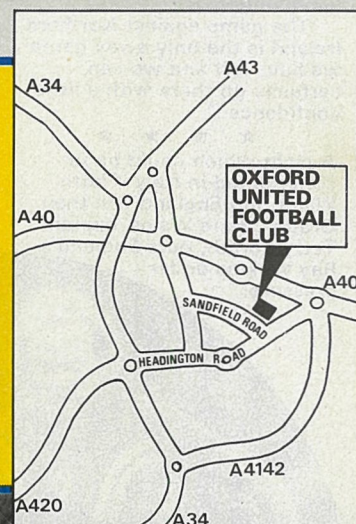 A34
A43
OXFORD
UNITED
FOOTBALL
CLUB
A40
A40
SANDFIELD ROAD
HEADINGTON ROAD
A4142
A420
A34